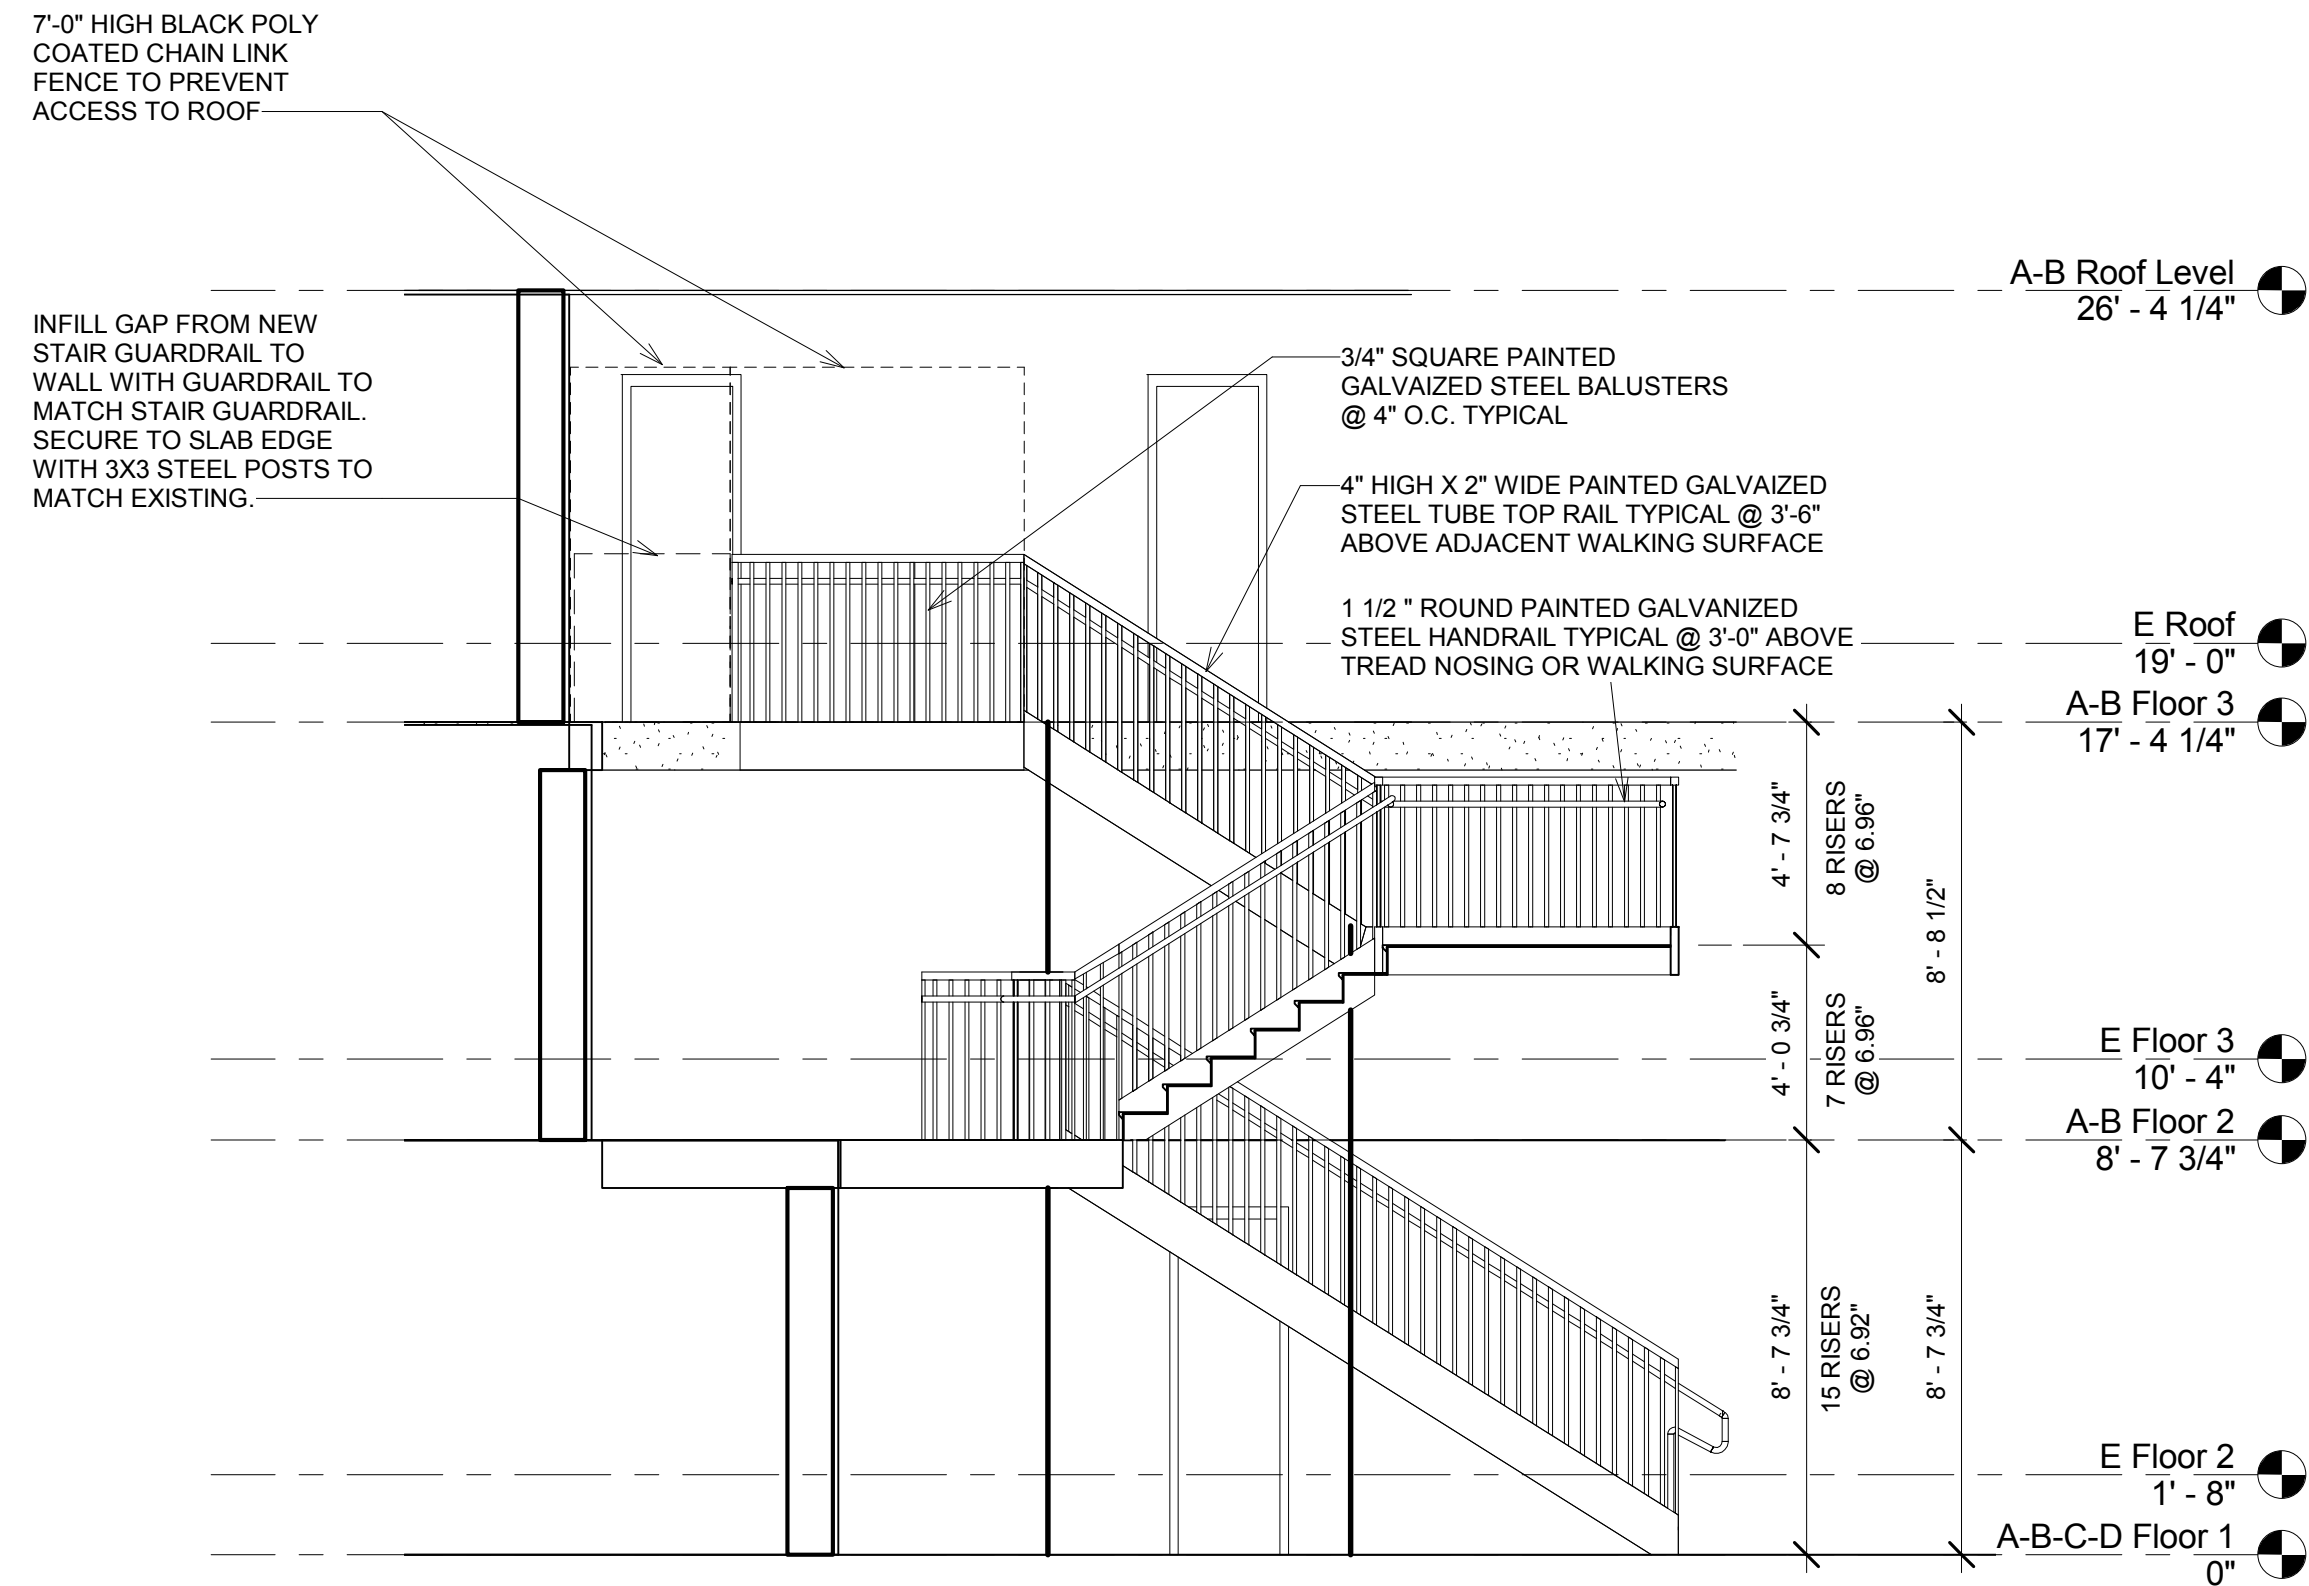 7'-0" HIGH BLACK POLY
COATED CHAIN LINK
FENCE TO PREVENT
ACCESS TO ROOF
INFILL GAP FROM NEW
STAIR GUARDRAIL TO
WALL WITH GUARDRAIL TO
MATCH STAIR GUARDRAIL.
SECURE TO SLAB EDGE
WITH 3X3 STEEL POSTS TO
MATCH EXISTING.
3/4" SQUARE PAINTED
GALVAIZED STEEL BALUSTERS
@ 4" O.C. TYPICAL
4" HIGH X 2" WIDE PAINTED GALVAIZED
STEEL TUBE TOP RAIL TYPICAL @ 3'-6"
ABOVE ADJACENT WALKING SURFACE
1 1/2 " ROUND PAINTED GALVANIZED
STEEL HANDRAIL TYPICAL @ 3'-0" ABOVE
TREAD NOSING OR WALKING SURFACE
4' - 7 3/4"
8 RISERS
@ 6.96"
4' - 0 3/4"
7 RISERS
@ 6.96"
8' - 8 1/2"
8' - 7 3/4"
15 RISERS
@ 6.92"
8' - 7 3/4"
A-B Roof Level
26' - 4 1/4"
E Roof
19' - 0"
A-B Floor 3
17' - 4 1/4"
E Floor 3
10' - 4"
A-B Floor 2
8' - 7 3/4"
E Floor 2
1' - 8"
A-B-C-D Floor 1
0"